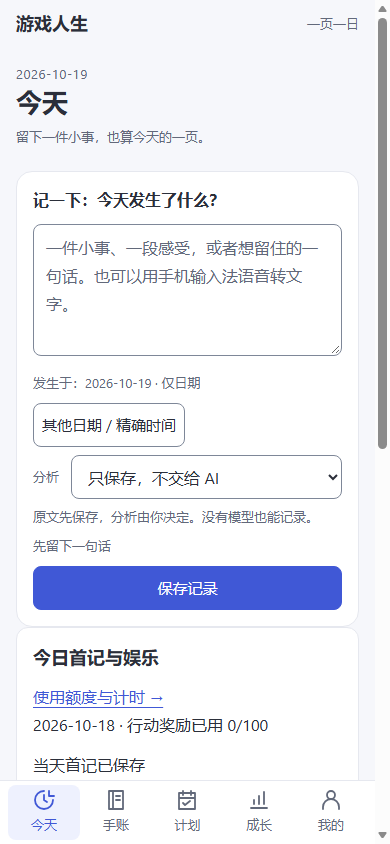 游戏人生
一页一日
2026-10-19
今天
留下一件小事，也算今天的一页。
记一下：今天发生了什么？
一件小事、一段感受，或者想留住的一
句话。也可以用手机输入法语音转文
字。
发生于：2026-10-19 · 仅日期
其他日期 / 精确时间
分析
只保存，不交给 AI
原文先保存，分析由你决定。没有模型也能记录。
先留下一句话
保存记录
今日首记与娱乐
使用额度与计时 →
2026-10-18 · 行动奖励已用 0/100
当天首记已保存
今天
手账
计划
成长
我的